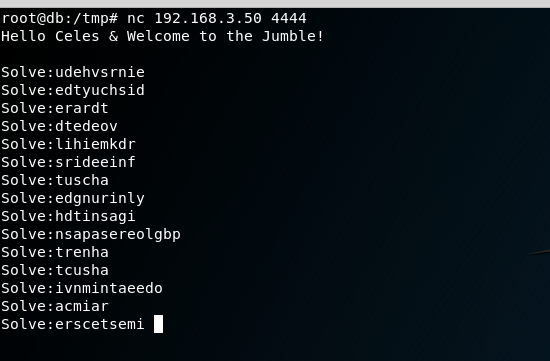 root@db:/tmp# nc 192.168.3.50 4444
Hello Celes & Welcome to the Jumble!
Solve:udehvsrnie
Solve:edtyuchsid
Solve:erardt
Solve:dtedeov
Solve:lihiemkdr
Solve:srideeinf
Solve:tuscha
Solve:edgnurinly
Solve:hdtinsagi
Solve:nsapasereolgbp
Solve:trenha
Solve:tcusha
Solve:ivnmintaeedo
Solve:acmiar
Solve:erscetsemi